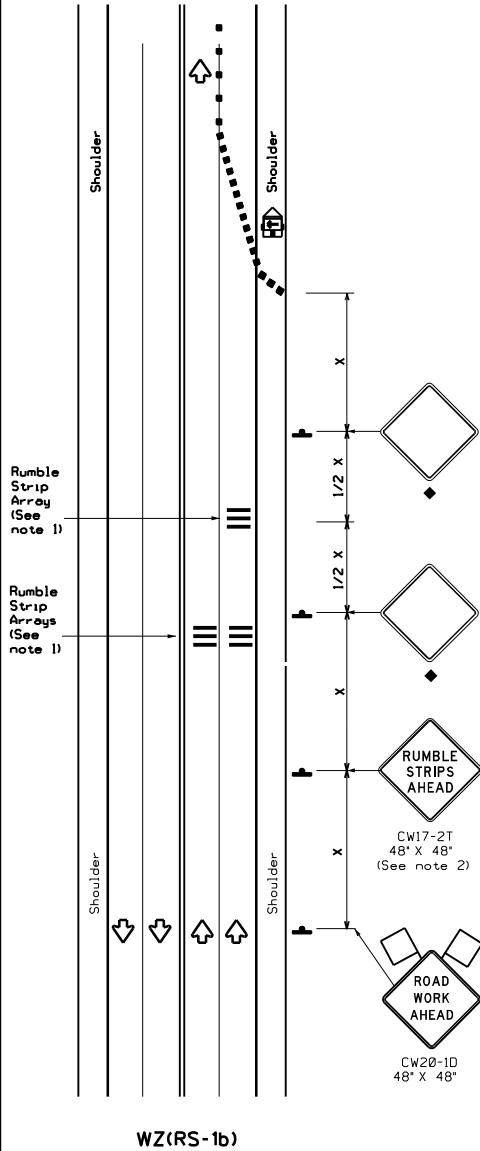 Shoulder
Shoulder
X
1/2 X
Rumble
Strip
Array
(See
note 1)
1/2 X
Rumble
Strip
Arrays
(See
note 1)
X
RUMBLE
STRIPS
AHEAD
CW17-2T
48" X 48"
(See note 2)
X
Shoulder
Shoulder
ROAD
WORK
AHEAD
CW20-1D
48" X 48"
WZ(RS-1b)